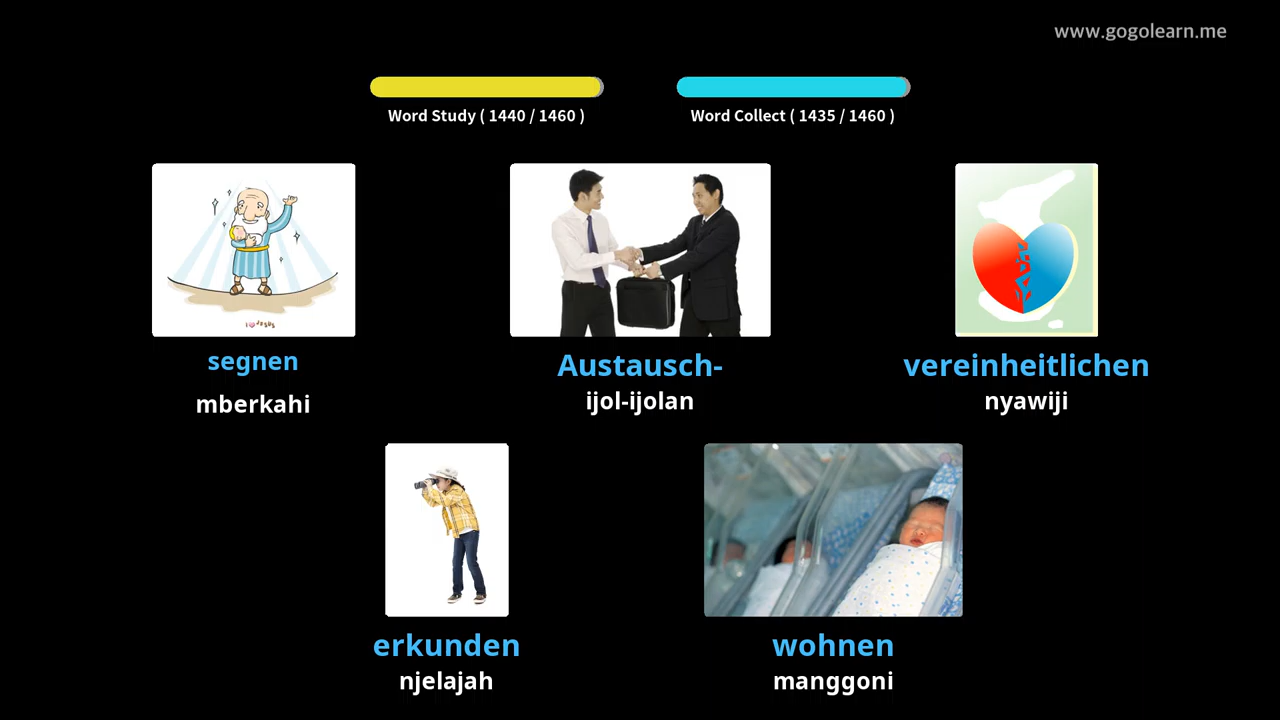 www.gogolearn.me
Word Study ( 1440 / 1460 )
Word Collect ( 1435 / 1460 )
I ♥ JESUS
segnen
Austausch-
vereinheitlichen
mberkahi
ijol-ijolan
nyawiji
erkunden
wohnen
njelajah
manggoni